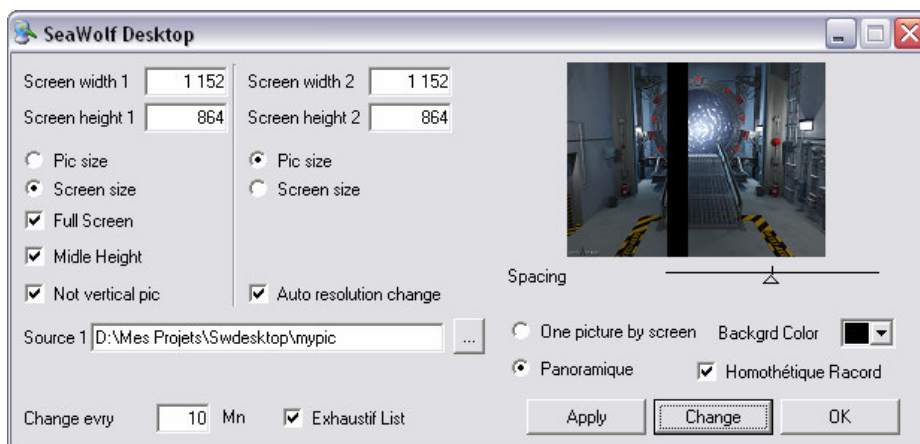 SeaWolf Desktop
Screen width 1 1 152
Screen width 2 1 152
Screen height 1 864
Screen height 2 864
Pic size
Pic size
Screen size
Screen size
Full Screen
Midle Height
Not vertical pic
Auto resolution change
Spacing
Source 1 D:\Mes Projets\Swdesktop\mypic ...
One picture by screen
Backgrd Color
Panoramique
Homothétique Racord
Change evry 10 Mn
Exhaustif List
Apply
Change
OK